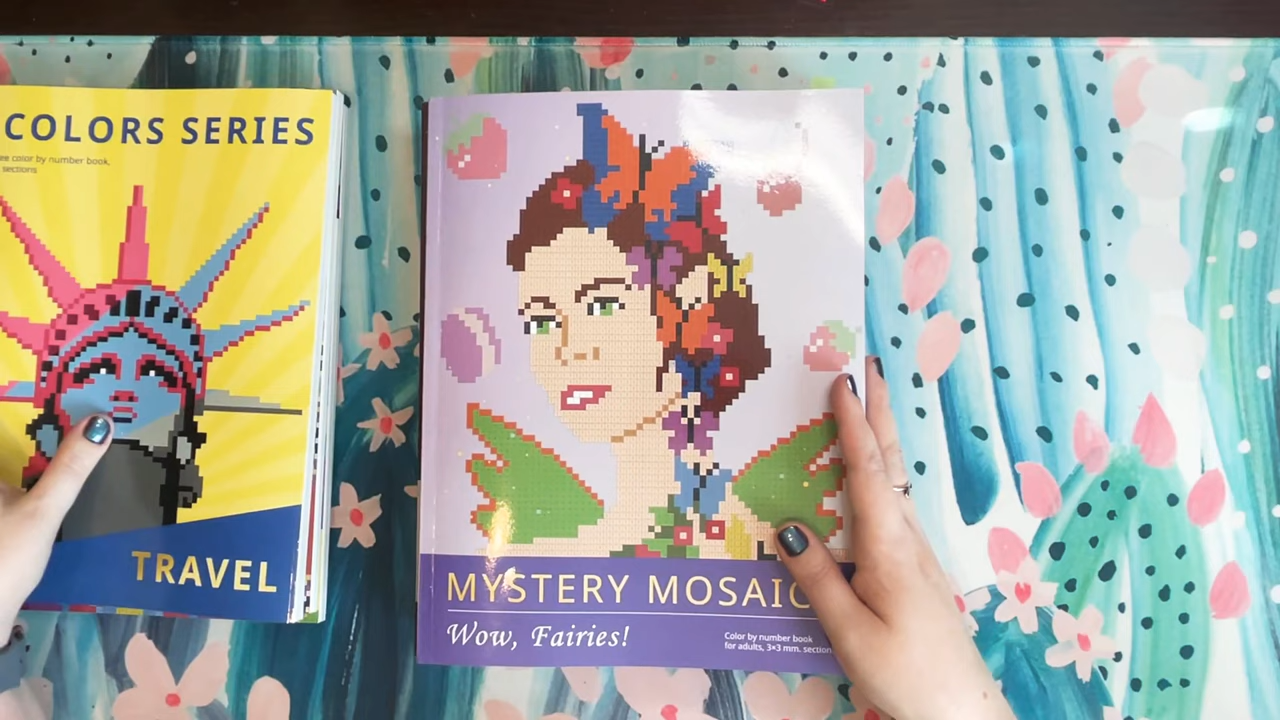 COLORS SERIES
color by number book,
sections
TRAVEL
MYSTERY MOSAIC
Wow, Fairies!
Color by number book
for adults, 3×3 mm. section